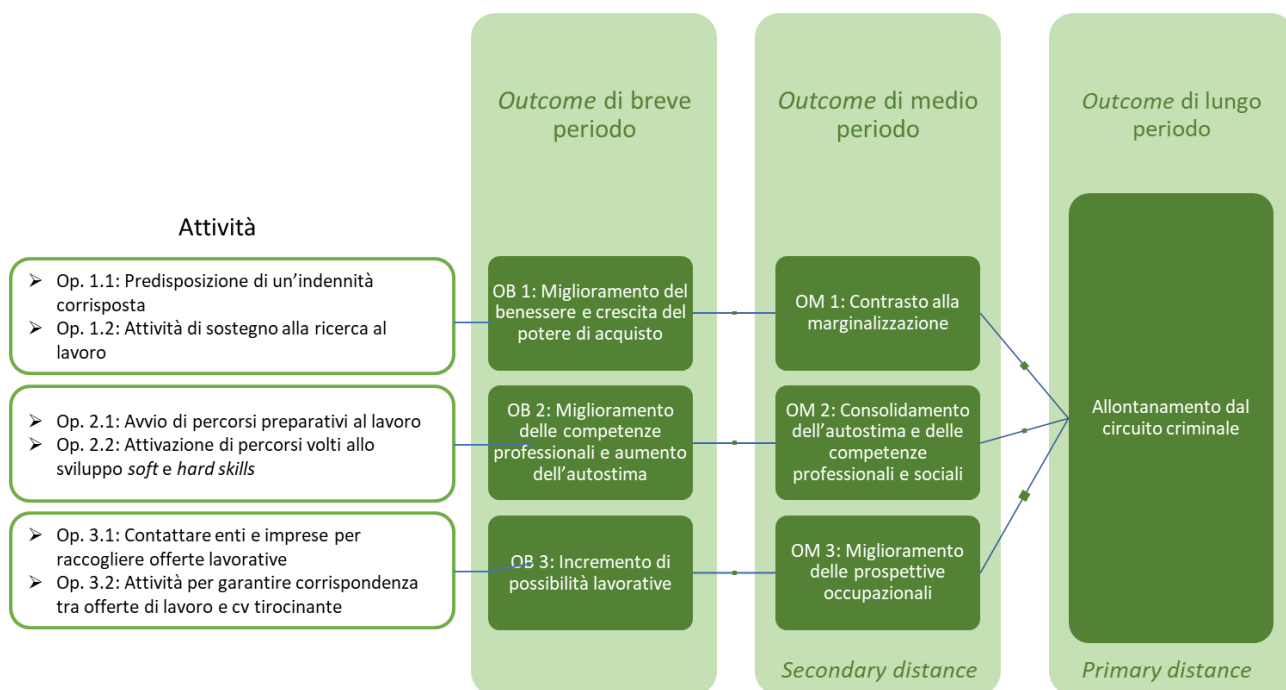 Outcome di breve
periodo
Outcome di medio
periodo
Outcome di lungo
periodo
Attività
➢ Op. 1.1: Predisposizione di un'indennità
corrisposta
➢ Op. 1.2: Attività di sostegno alla ricerca al
lavoro
OB 1: Miglioramento del
benessere e crescita del
potere di acquisto
OM 1: Contrasto alla
marginalizzazione
➢ Op. 2.1: Avvio di percorsi preparativi al lavoro
➢ Op. 2.2: Attivazione di percorsi volti allo
sviluppo soft e hard skills
OB 2: Miglioramento
delle competenze
professionali e aumento
dell'autostima
OM 2: Consolidamento
dell'autostima e delle
competenze
professionali e sociali
Allontanamento dal
circuito criminale
➢ Op. 3.1: Contattare enti e imprese per
raccogliere offerte lavorative
➢ Op. 3.2: Attività per garantire corrispondenza
tra offerte di lavoro e cv tirocinante
OB 3: Incremento di
possibilità lavorative
OM 3: Miglioramento
delle prospettive
occupazionali
Secondary distance
Primary distance